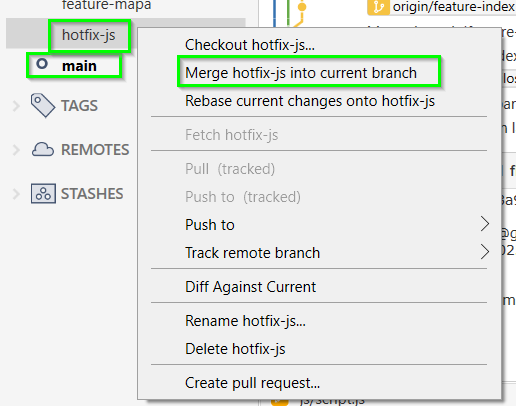 feature-mapa
hotfix-js
main
TAGS
REMOTES
STASHES
origin/feature-index
Checkout hotfix-js...
Merge hotfix-js into current branch
Rebase current changes onto hotfix-js
Fetch hotfix-js
Pull (tracked)
Push to (tracked)
Push to
Track remote branch
Diff Against Current
Rename hotfix-js...
Delete hotfix-js
Create pull request...
js/script.js